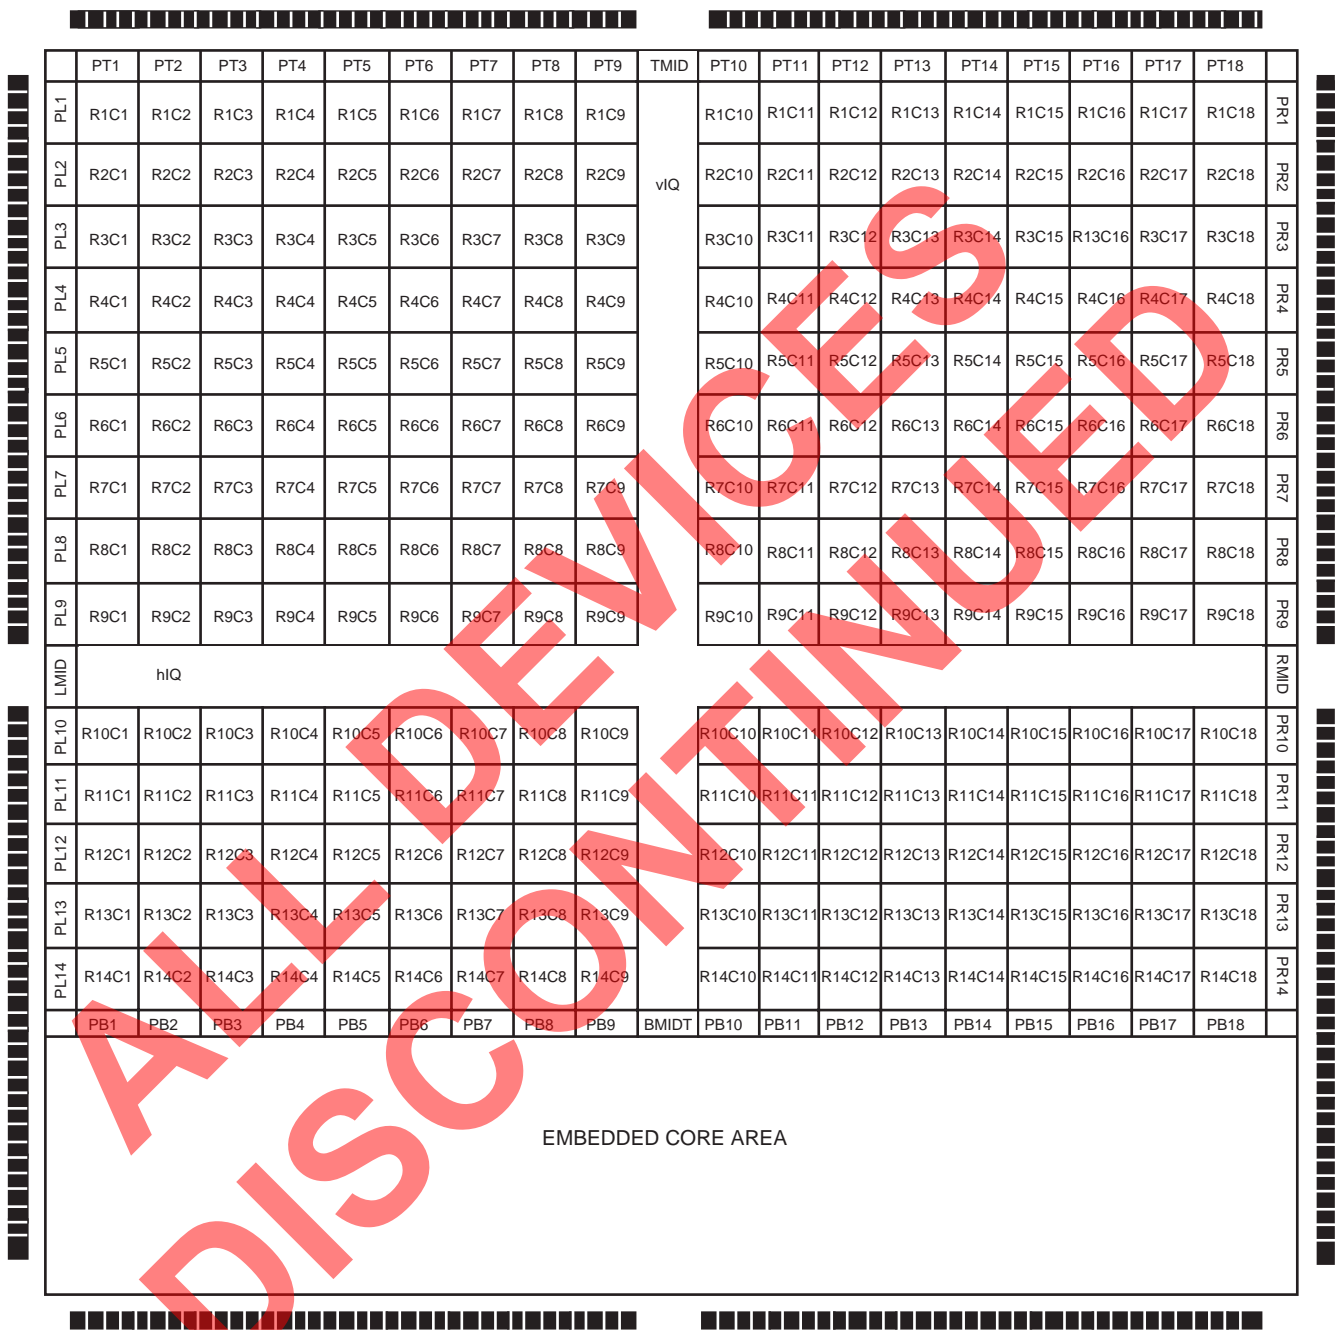 PT1 PT2 PT3 PT4 PT5 PT6 PT7 PT8 PT9 TMID PT10 PT11 PT12 PT13 PT14 PT15 PT16 PT17 PT18
PL1 R1C1 R1C2 R1C3 R1C4 R1C5 R1C6 R1C7 R1C8 R1C9 R1C10 R1C11 R1C12 R1C13 R1C14 R1C15 R1C16 R1C17 R1C18 PR1
PL2 R2C1 R2C2 R2C3 R2C4 R2C5 R2C6 R2C7 R2C8 R2C9 vIQ R2C10 R2C11 R2C12 R2C13 R2C14 R2C15 R2C16 R2C17 R2C18 PR2
PL3 R3C1 R3C2 R3C3 R3C4 R3C5 R3C6 R3C7 R3C8 R3C9 R3C10 R3C11 R3C12 R3C13 R3C14 R3C15 R13C16 R3C17 R3C18 PR3
PL4 R4C1 R4C2 R4C3 R4C4 R4C5 R4C6 R4C7 R4C8 R4C9 R4C10 R4C11 R4C12 R4C13 R4C14 R4C15 R4C16 R4C17 R4C18 PR4
PL5 R5C1 R5C2 R5C3 R5C4 R5C5 R5C6 R5C7 R5C8 R5C9 R5C10 R5C11 R5C12 R5C13 R5C14 R5C15 R5C16 R5C17 R5C18 PR5
PL6 R6C1 R6C2 R6C3 R6C4 R6C5 R6C6 R6C7 R6C8 R6C9 R6C10 R6C11 R6C12 R6C13 R6C14 R6C15 R6C16 R6C17 R6C18 PR6
PL7 R7C1 R7C2 R7C3 R7C4 R7C5 R7C6 R7C7 R7C8 R7C9 R7C10 R7C11 R7C12 R7C13 R7C14 R7C15 R7C16 R7C17 R7C18 PR7
PL8 R8C1 R8C2 R8C3 R8C4 R8C5 R8C6 R8C7 R8C8 R8C9 R8C10 R8C11 R8C12 R8C13 R8C14 R8C15 R8C16 R8C17 R8C18 PR8
PL9 R9C1 R9C2 R9C3 R9C4 R9C5 R9C6 R9C7 R9C8 R9C9 R9C10 R9C11 R9C12 R9C13 R9C14 R9C15 R9C16 R9C17 R9C18 PR9
LMID hIQ RMID
PL10 R10C1 R10C2 R10C3 R10C4 R10C5 R10C6 R10C7 R10C8 R10C9 R10C10 R10C11 R10C12 R10C13 R10C14 R10C15 R10C16 R10C17 R10C18 PR10
PL11 R11C1 R11C2 R11C3 R11C4 R11C5 R11C6 R11C7 R11C8 R11C9 R11C10 R11C11 R11C12 R11C13 R11C14 R11C15 R11C16 R11C17 R11C18 PR11
PL12 R12C1 R12C2 R12C3 R12C4 R12C5 R12C6 R12C7 R12C8 R12C9 R12C10 R12C11 R12C12 R12C13 R12C14 R12C15 R12C16 R12C17 R12C18 PR12
PL13 R13C1 R13C2 R13C3 R13C4 R13C5 R13C6 R13C7 R13C8 R13C9 R13C10 R13C11 R13C12 R13C13 R13C14 R13C15 R13C16 R13C17 R13C18 PR13
PL14 R14C1 R14C2 R14C3 R14C4 R14C5 R14C6 R14C7 R14C8 R14C9 R14C10 R14C11 R14C12 R14C13 R14C14 R14C15 R14C16 R14C17 R14C18 PR14
PB1 PB2 PB3 PB4 PB5 PB6 PB7 PB8 PB9 BMIDT PB10 PB11 PB12 PB13 PB14 PB15 PB16 PB17 PB18
EMBEDDED CORE AREA
ALL DEVICES
DISCONTINUED